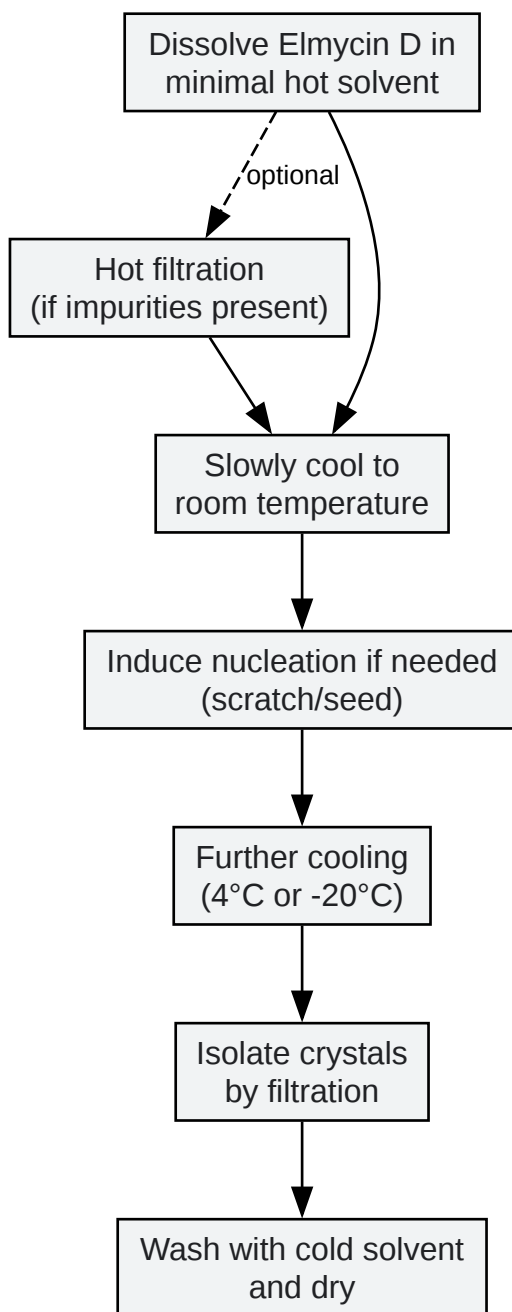 Dissolve Elmycin D in
minimal hot solvent
optional
Hot filtration
(if impurities present)
Slowly cool to
room temperature
Induce nucleation if needed
(scratch/seed)
Further cooling
(4°C or -20°C)
Isolate crystals
by filtration
Wash with cold solvent
and dry